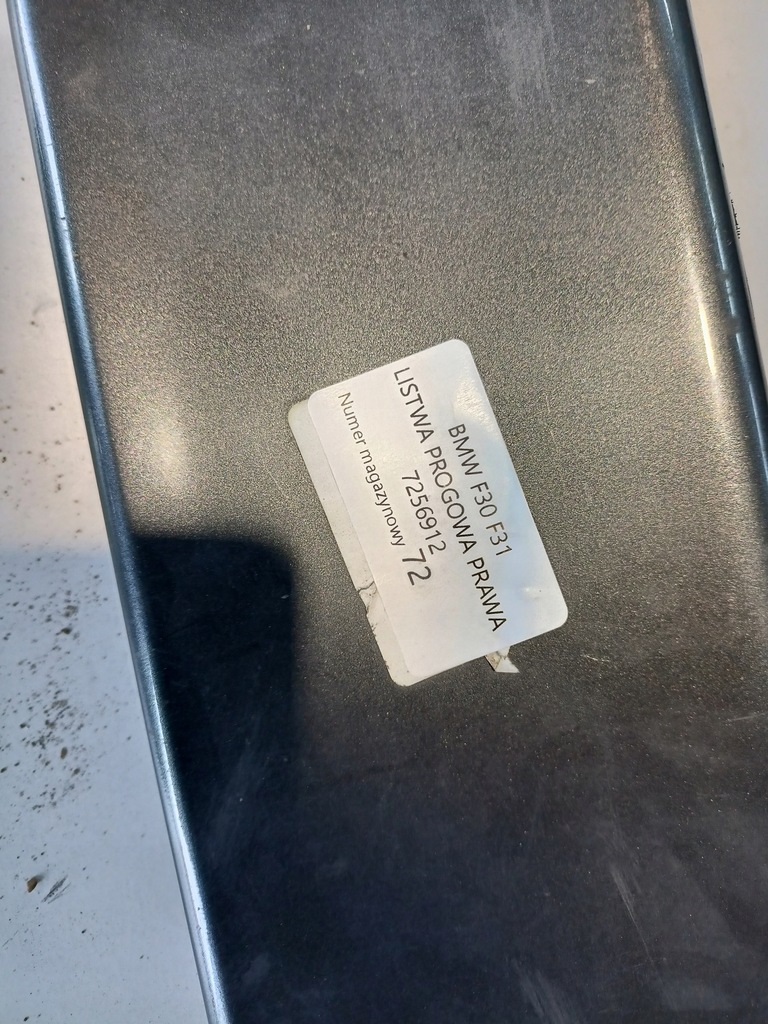 BMW F30 F31
LISTWA PROGOWA PRAWA
7256912
Numer magazynowy 72